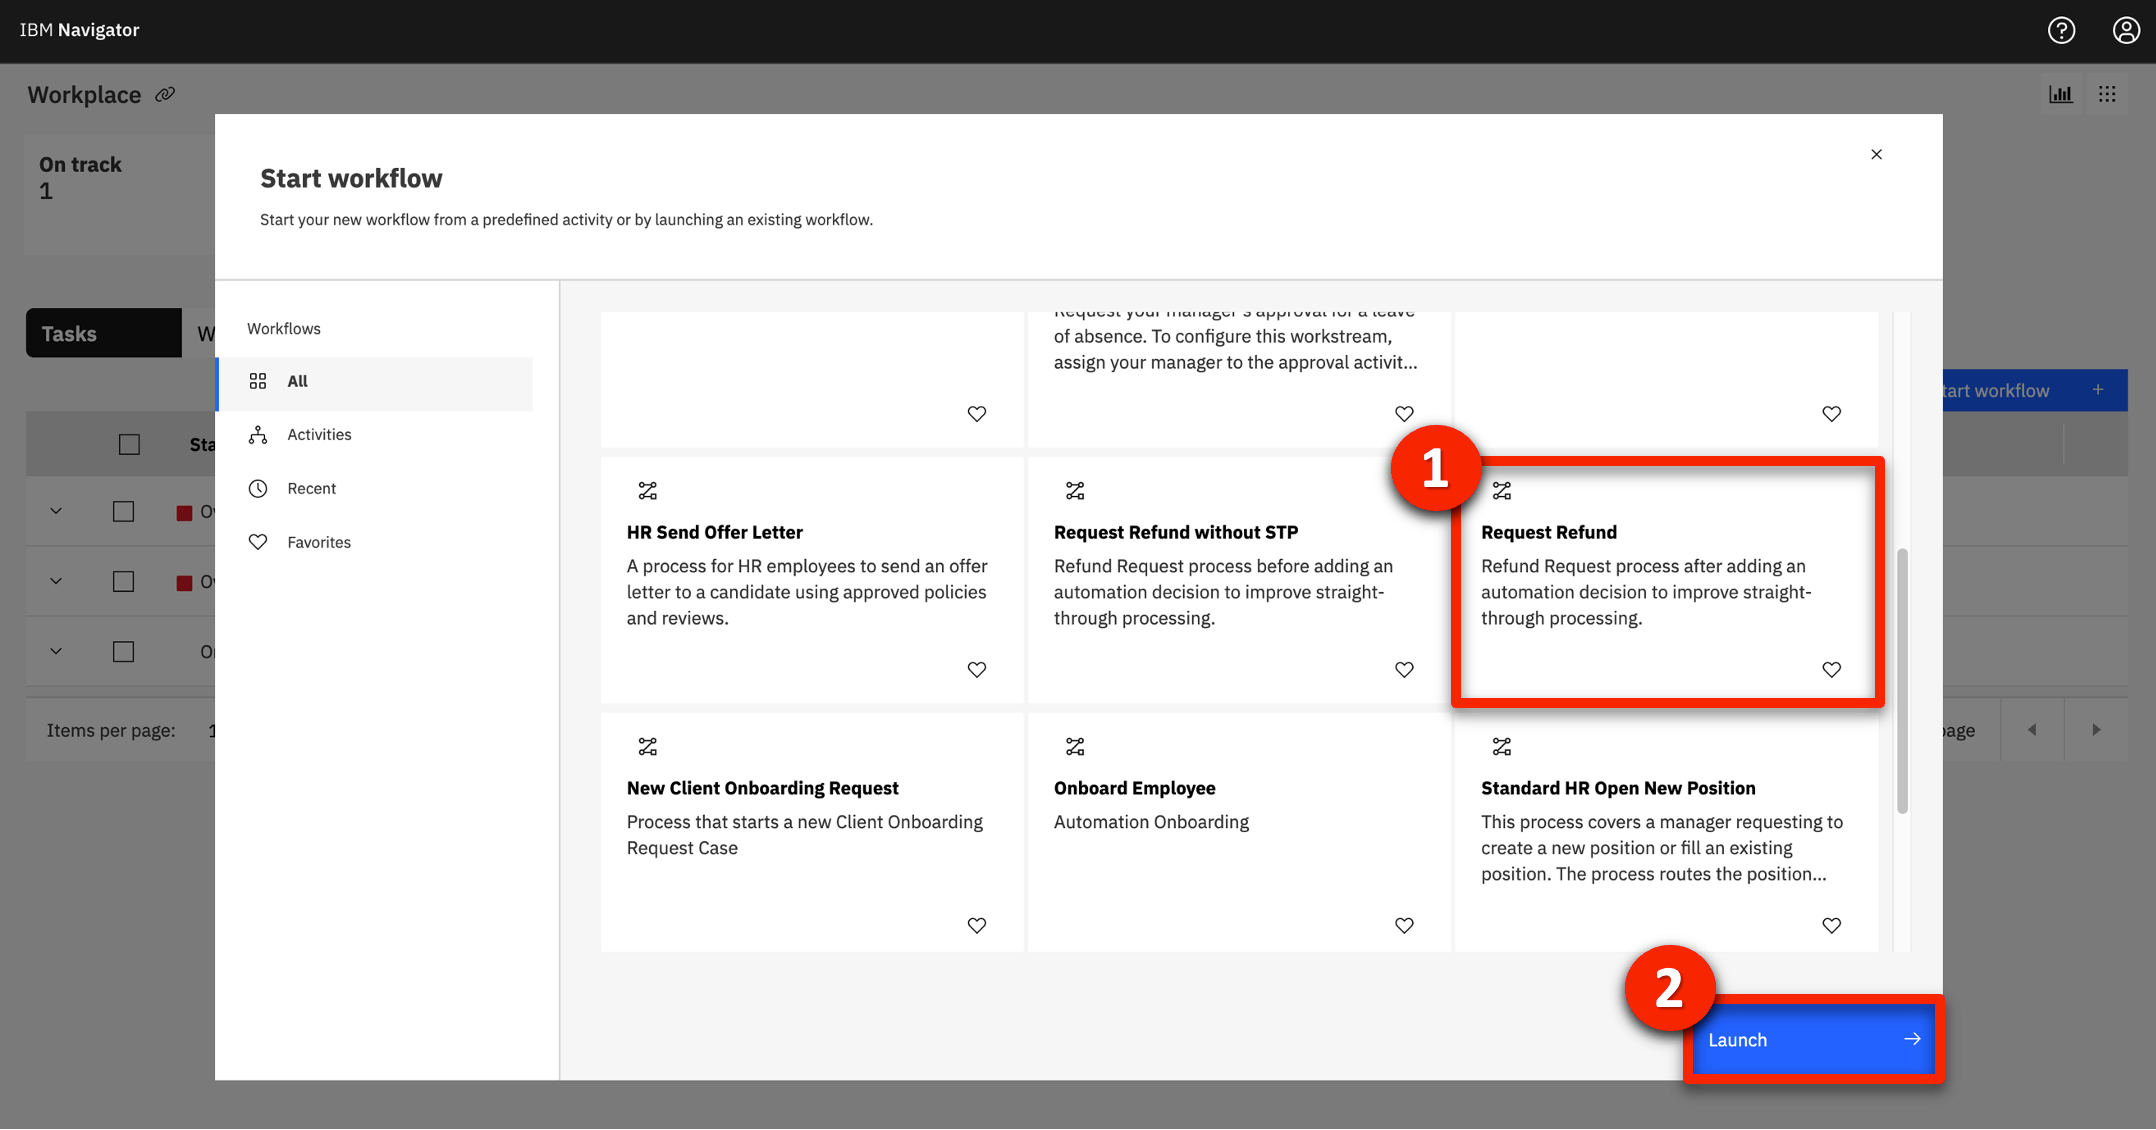 IBM Navigator
Workplace
On track
1
Start workflow
Start your new workflow from a predefined activity or by launching an existing workflow.
Tasks
Workflows
All
Activities
Recent
Favorites
Request your manager's approval for a leave
of absence. To configure this workstream,
assign your manager to the approval activit...
workflow +
1
HR Send Offer Letter
A process for HR employees to send an offer
letter to a candidate using approved policies
and reviews.
Request Refund without STP
Refund Request process before adding an
automation decision to improve straight-
through processing.
Request Refund
Refund Request process after adding an
automation decision to improve straight-
through processing.
Items per page:
New Client Onboarding Request
Process that starts a new Client Onboarding
Request Case
Onboard Employee
Automation Onboarding
Standard HR Open New Position
This process covers a manager requesting to
create a new position or fill an existing
position. The process routes the position...
2
Launch